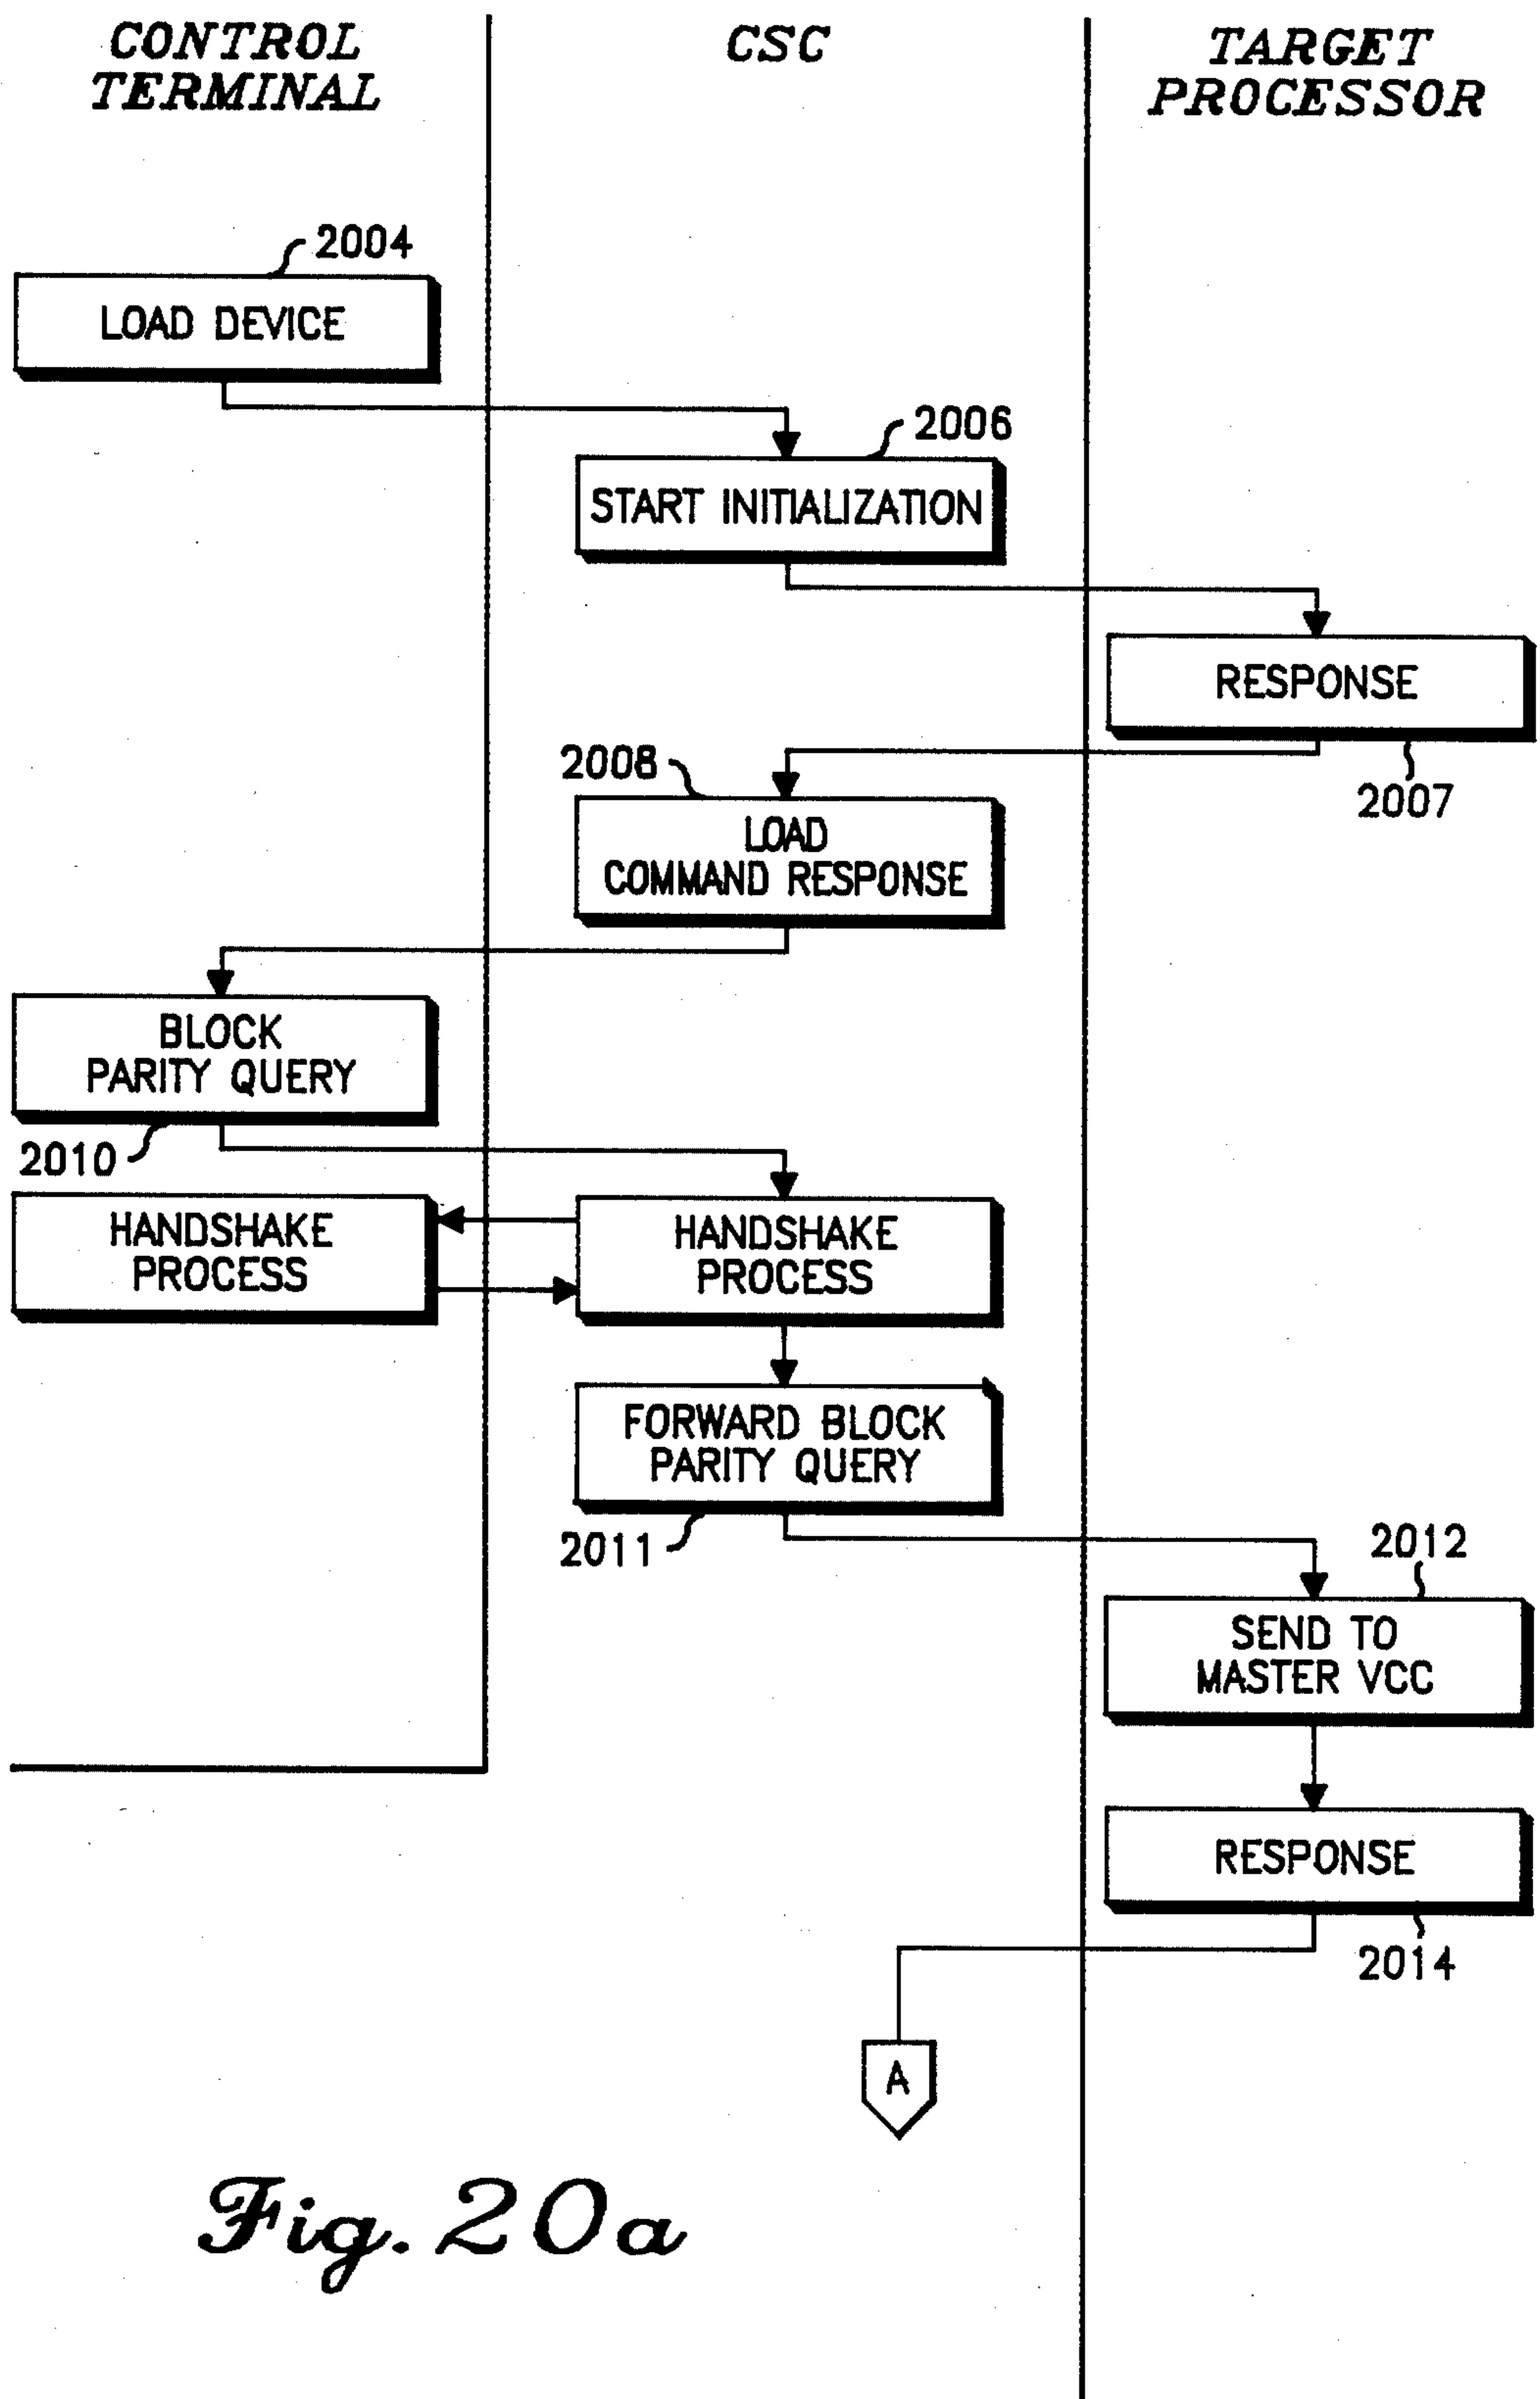 CONTROL
TERMINAL
CSC
TARGET
PROCESSOR
2004
LOAD DEVICE
2006
START INITIALIZATION
RESPONSE
2007
2008
LOAD
COMMAND RESPONSE
BLOCK
PARITY QUERY
2010
HANDSHAKE
PROCESS
HANDSHAKE
PROCESS
FORWARD BLOCK
PARITY QUERY
2011
2012
SEND TO
MASTER VCC
RESPONSE
2014
A
Fig. 20a